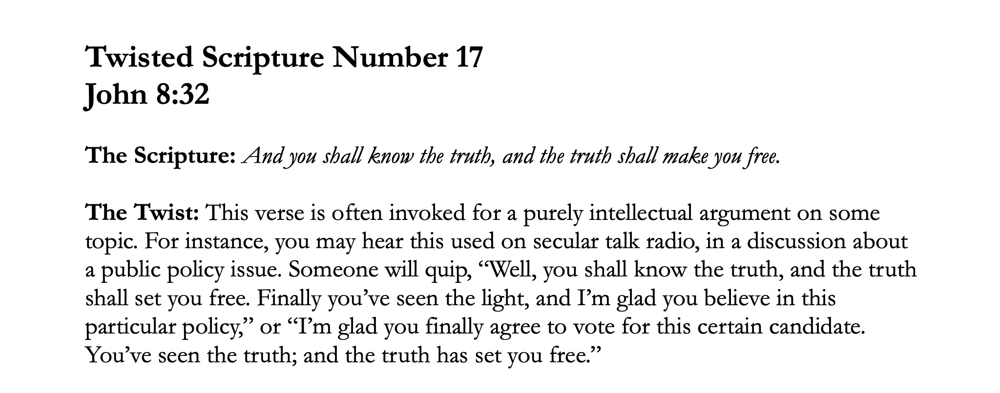 Twisted Scripture Number 17
John 8:32
The Scripture: And you shall know the truth, and the truth shall make you free.
The Twist: This verse is often invoked for a purely intellectual argument on some
topic. For instance, you may hear this used on secular talk radio, in a discussion about
a public policy issue. Someone will quip, “Well, you shall know the truth, and the truth
shall set you free. Finally you’ve seen the light, and I’m glad you believe in this
particular policy,” or “I’m glad you finally agree to vote for this certain candidate.
You’ve seen the truth; and the truth has set you free.”